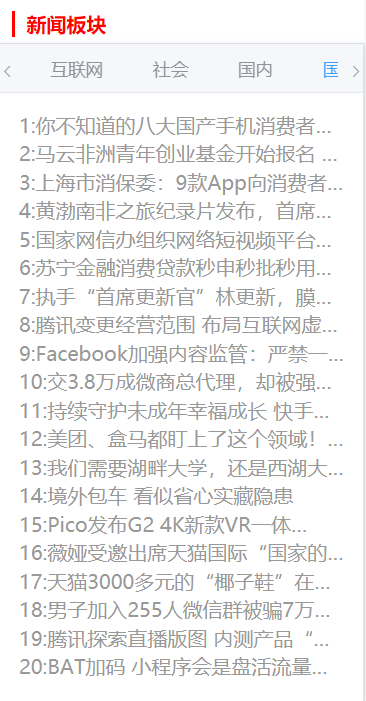 新闻板块
互联网 社会 国内
1:你不知道的八大国产手机消费者...
2:马云非洲青年创业基金开始报名 ...
3:上海市消保委：9款App向消费者...
4:黄渤南非之旅纪录片发布，首席...
5:国家网信办组织网络短视频平台...
6:苏宁金融消费贷款秒申秒批秒用...
7:执手“首席更新官”林更新，膜...
8:腾讯变更经营范围 布局互联网虚...
9:Facebook加强内容监管：严禁一...
10:交3.8万成微商总代理，却被强...
11:持续守护未成年幸福成长 快手...
12:美团、盒马都盯上了这个领域！...
13:我们需要湖畔大学，还是西湖大...
14:境外包车 看似省心实藏隐患
15:Pico发布G2 4K新款VR一体...
16:薇娅受邀出席天猫国际“国家的...
17:天猫3000多元的“椰子鞋”在...
18:男子加入255人微信群被骗7万...
19:腾讯探索直播版图 内测产品“...
20:BAT加码 小程序会是盘活流量...